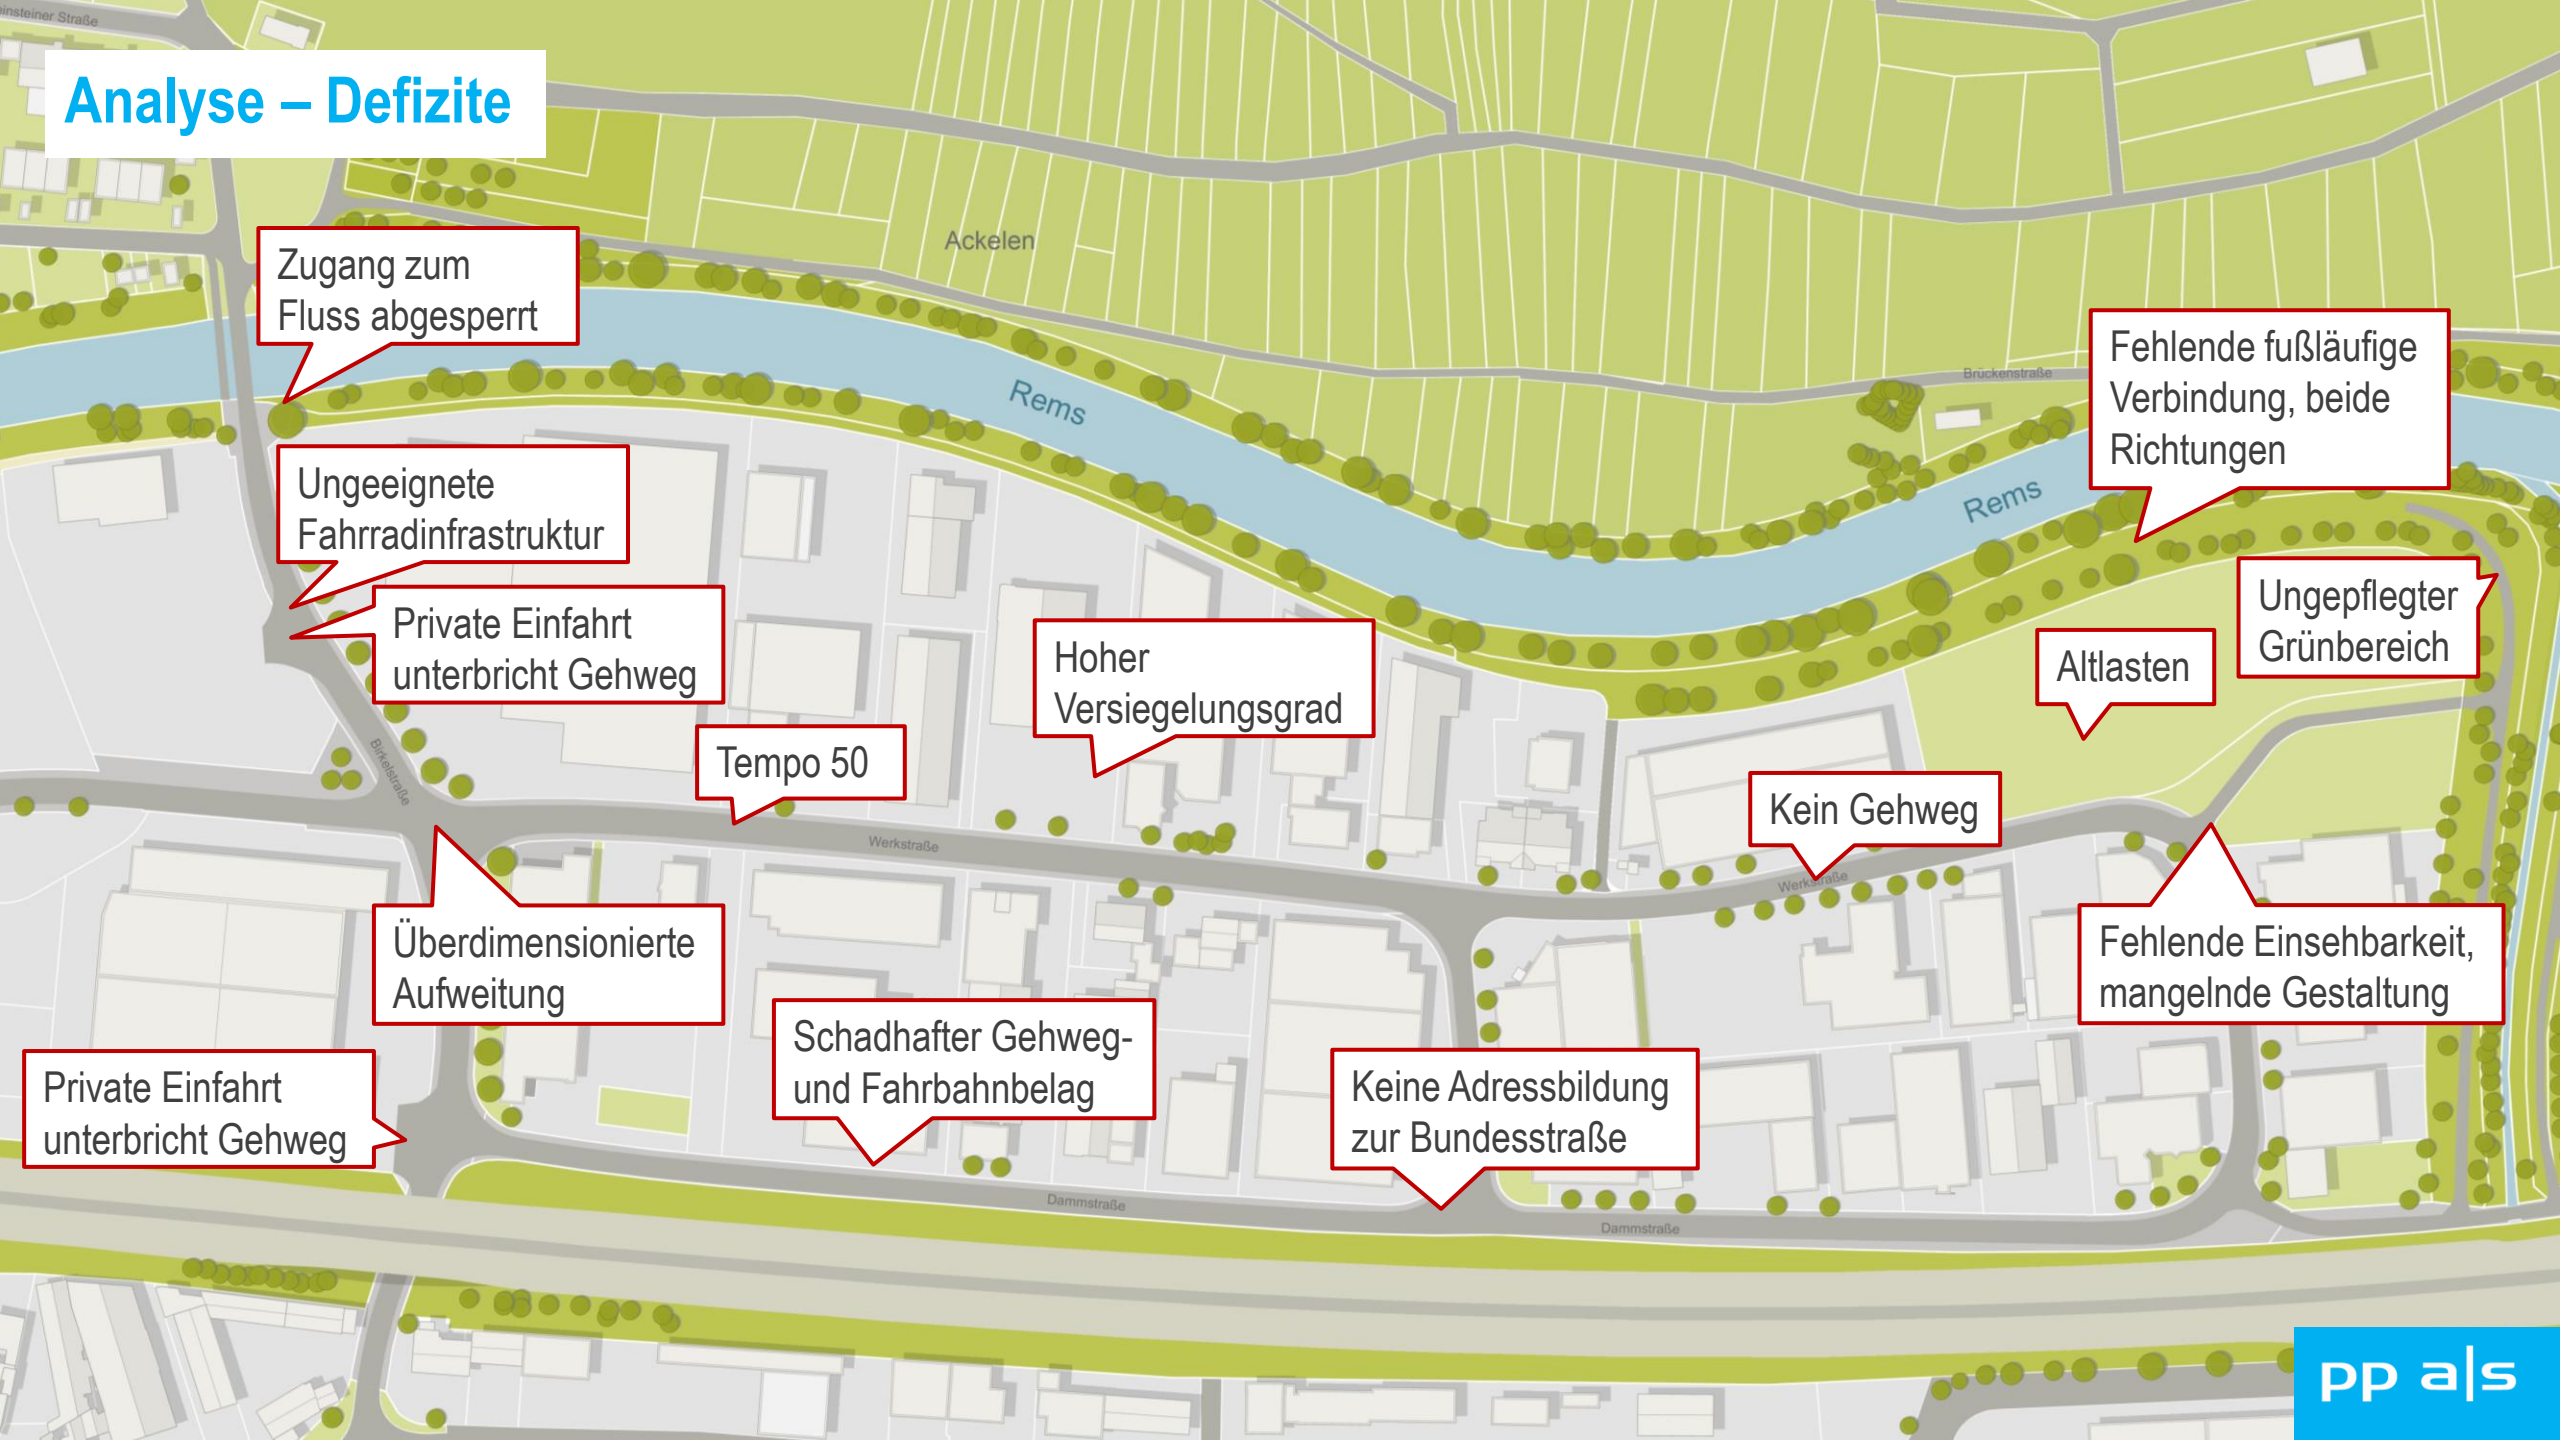 Analyse – Defizite
Zugang zum
Fluss abgesperrt
Ackelen
Rems
Brückenstraße
Fehlende fußläufige
Verbindung, beide
Richtungen
Ungeeignete
Fahrradinfrastruktur
Rems
Private Einfahrt
unterbricht Gehweg
Hoher
Versiegelungsgrad
Ungepflegter
Grünbereich
Altlasten
Birkelstraße
Tempo 50
Kein Gehweg
Werkstraße
Werkstraße
Überdimensionierte
Aufweitung
Fehlende Einsehbarkeit,
mangelnde Gestaltung
Schadhafter Gehweg-
und Fahrbahnbelag
Private Einfahrt
unterbricht Gehweg
Keine Adressbildung
zur Bundesstraße
Dammstraße
Dammstraße
pp a|s